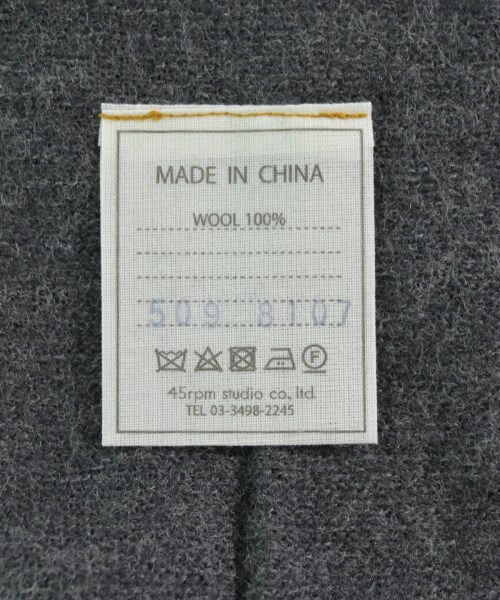 MADE IN CHINA
WOOL 100%
509 8107
F
45rpm studio co., ltd.
TEL 03-3498-2245